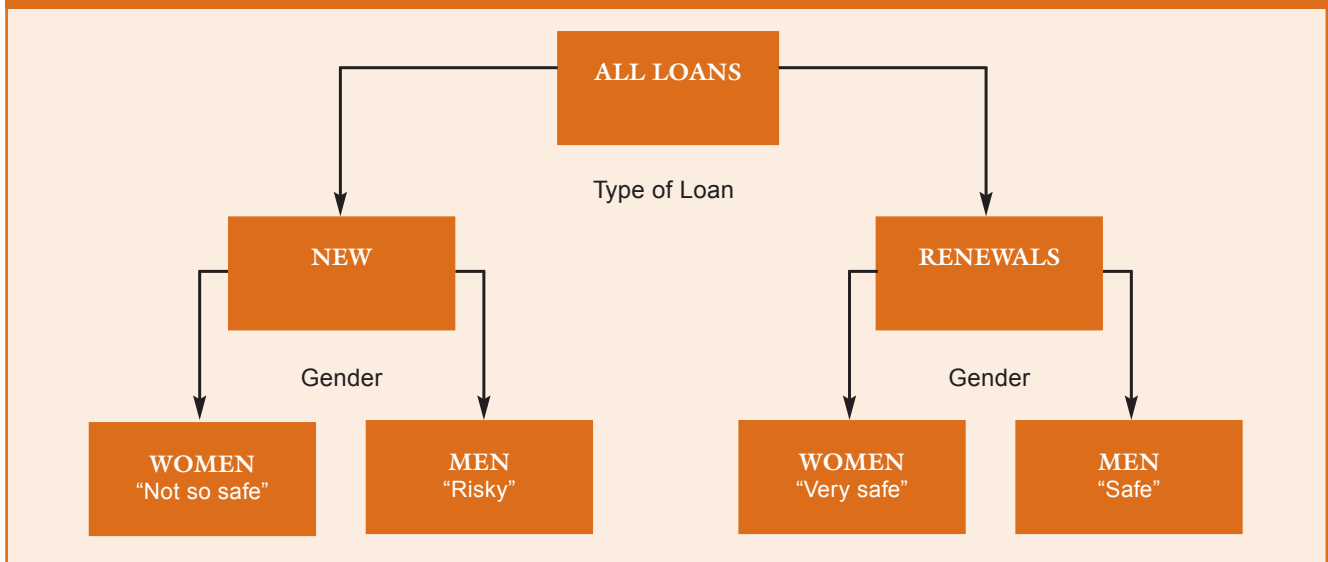 ALL LOANS
Type of Loan
NEW
RENEWALS
Gender
Gender
WOMEN
“Not so safe”
MEN
“Risky”
WOMEN
“Very safe”
MEN
“Safe”